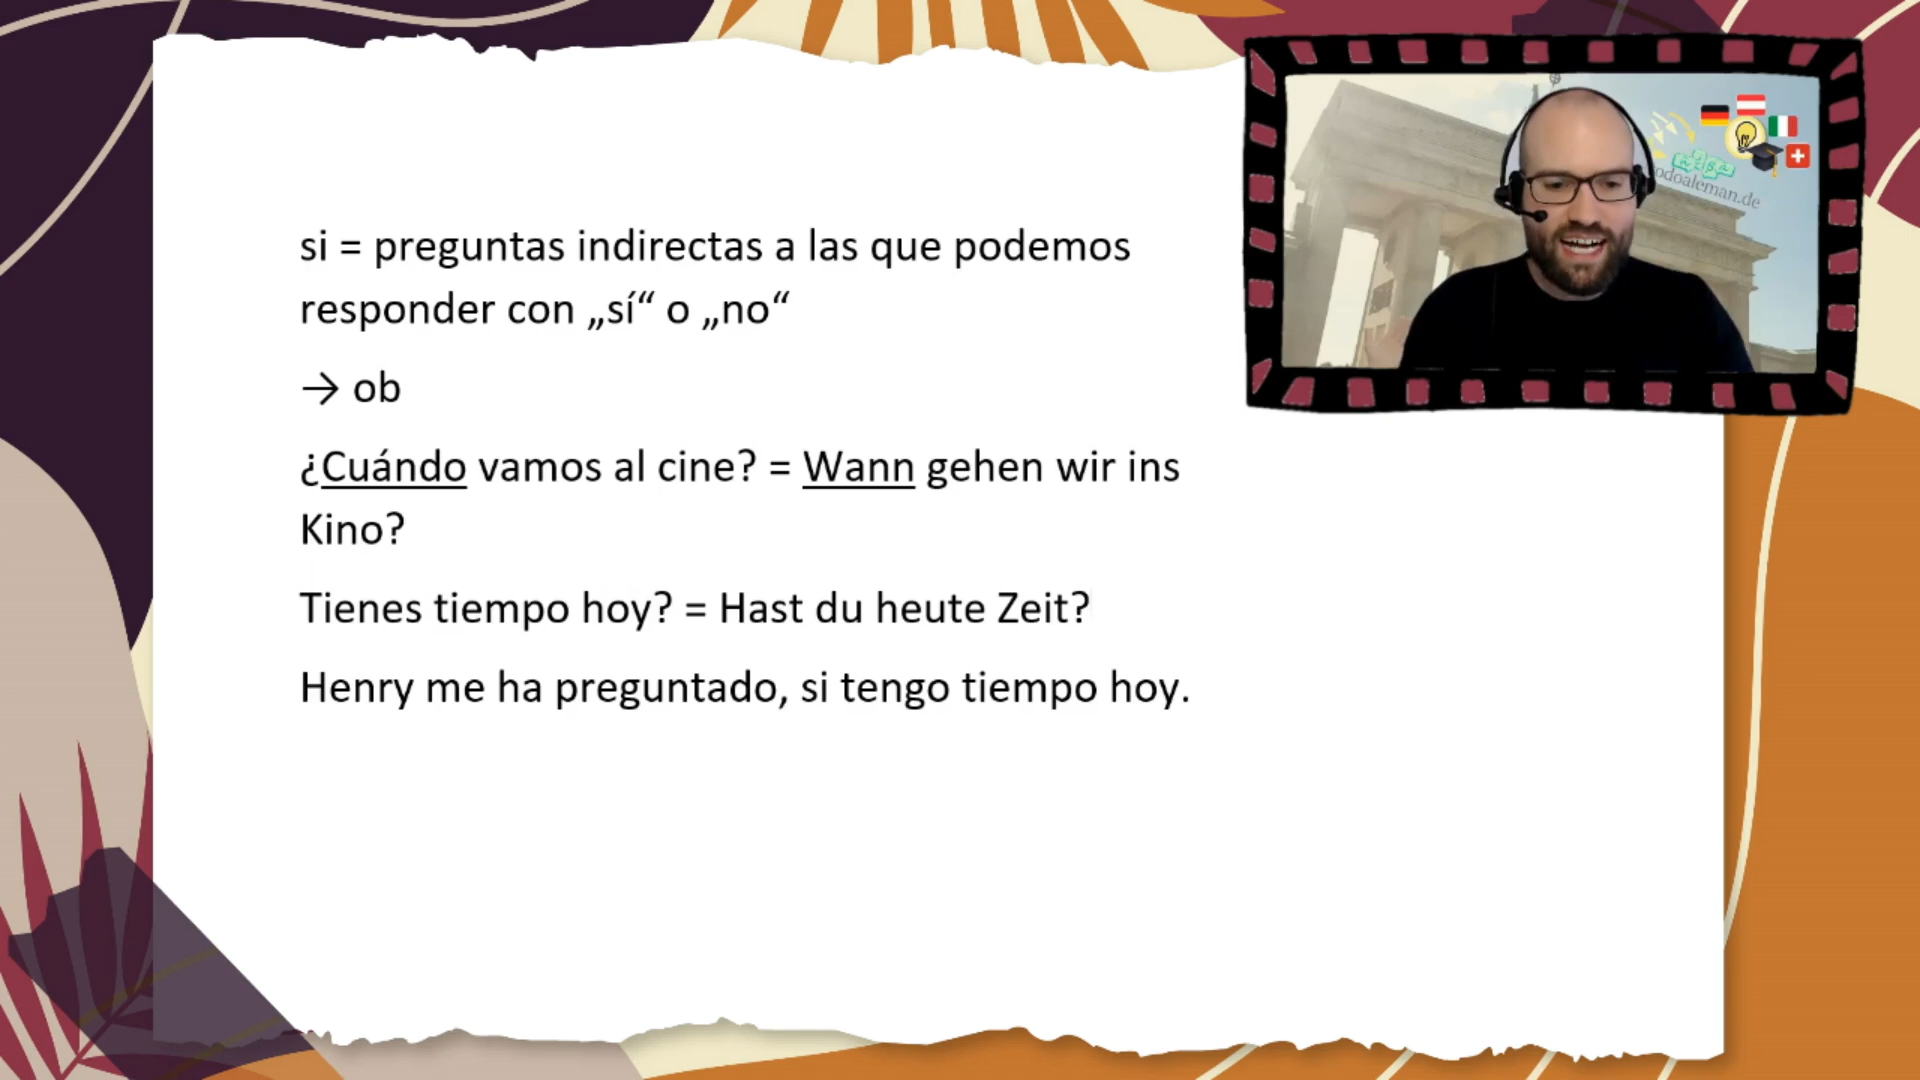 si = preguntas indirectas a las que podemos
responder con „sí“ o „no“
→ ob
¿Cuándo vamos al cine? = Wann gehen wir ins
Kino?
Tienes tiempo hoy? = Hast du heute Zeit?
Henry me ha preguntado, si tengo tiempo hoy.
odoaleman.de